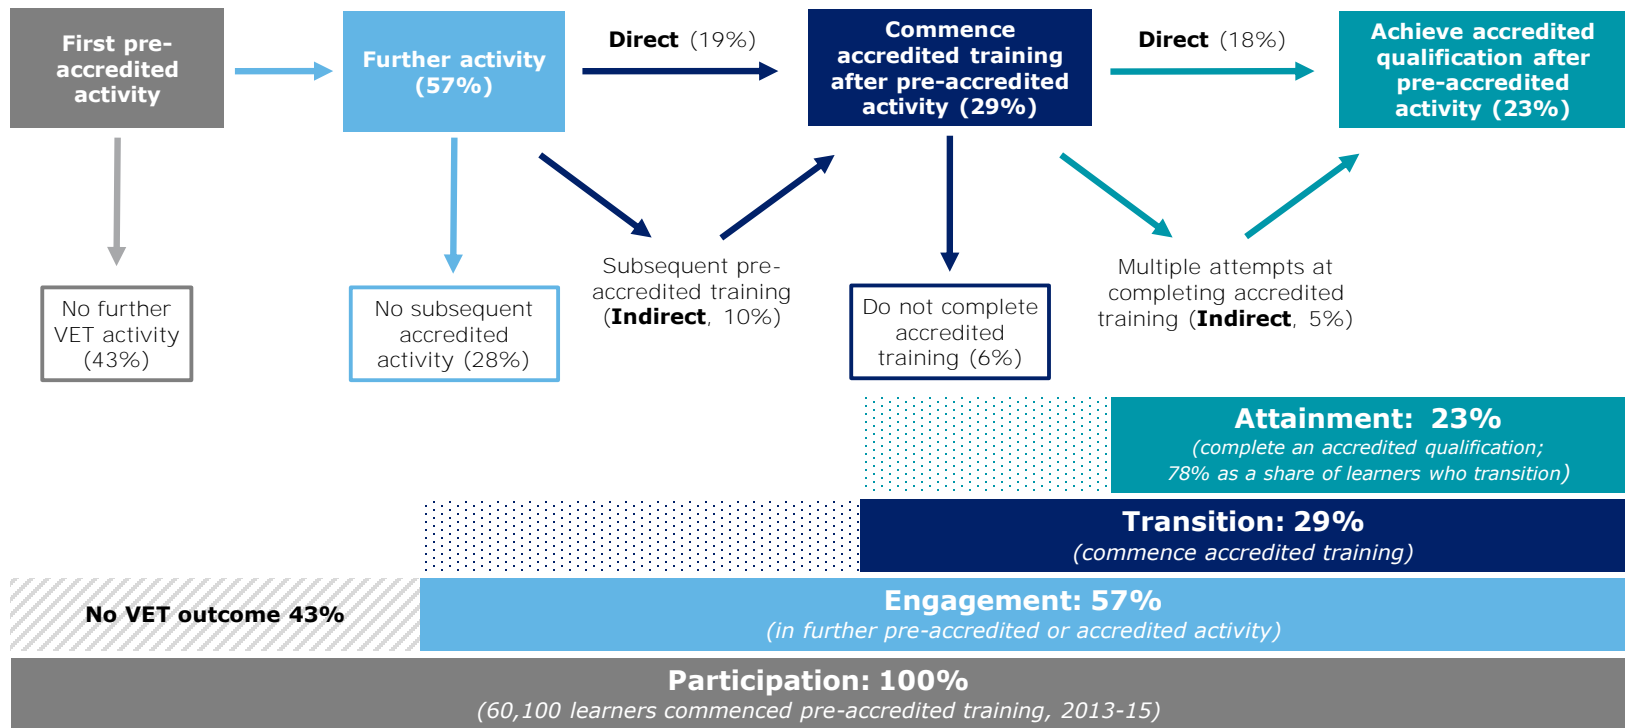 First pre-
accredited
activity
Further activity
(57%)
Direct (19%)
Commence
accredited training
after pre-accredited
activity (29%)
Direct (18%)
Achieve accredited
qualification after
pre-accredited
activity (23%)
No further
VET activity
(43%)
No subsequent
accredited
activity (28%)
Subsequent pre-
accredited training
(Indirect, 10%)
Do not complete
accredited
training (6%)
Multiple attempts at
completing accredited
training (Indirect, 5%)
Attainment: 23%
(complete an accredited qualification;
78% as a share of learners who transition)
Transition: 29%
(commence accredited training)
No VET outcome 43%
Engagement: 57%
(in further pre-accredited or accredited activity)
Participation: 100%
(60,100 learners commenced pre-accredited training, 2013-15)